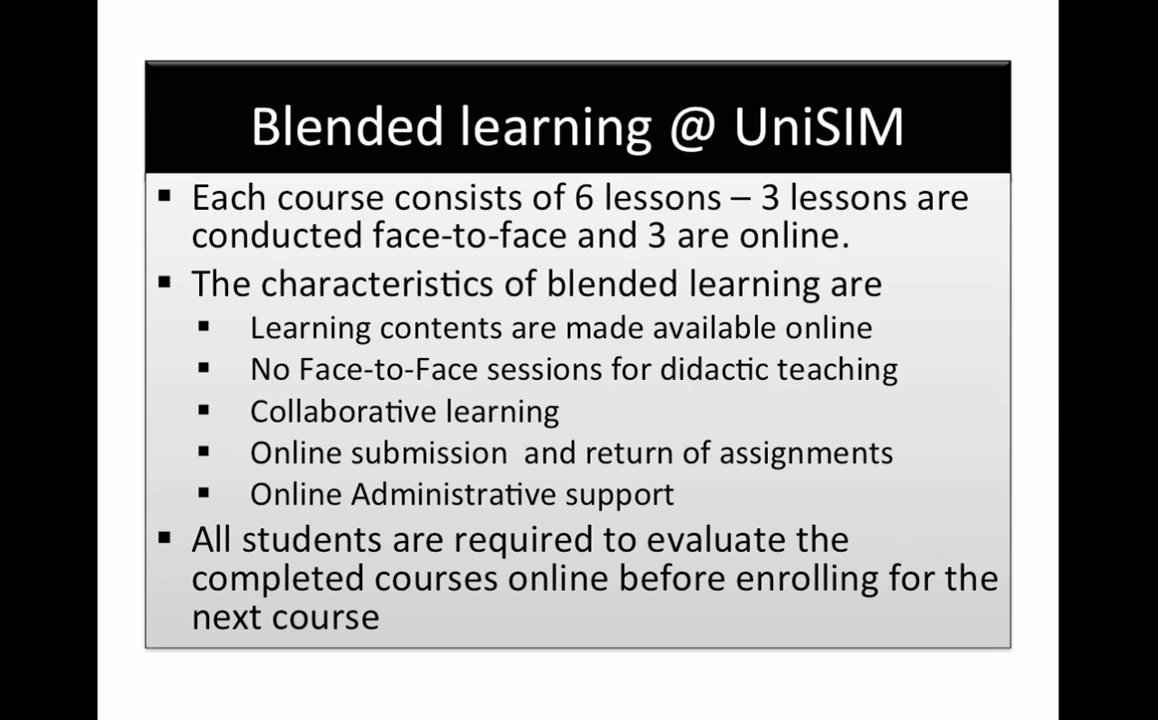 Blended learning @ UniSIM
▪ Each course consists of 6 lessons – 3 lessons are
conducted face-to-face and 3 are online.
▪ The characteristics of blended learning are
▪ Learning contents are made available online
▪ No Face-to-Face sessions for didactic teaching
▪ Collaborative learning
▪ Online submission  and return of assignments
▪ Online Administrative support
▪ All students are required to evaluate the
completed courses online before enrolling for the
next course